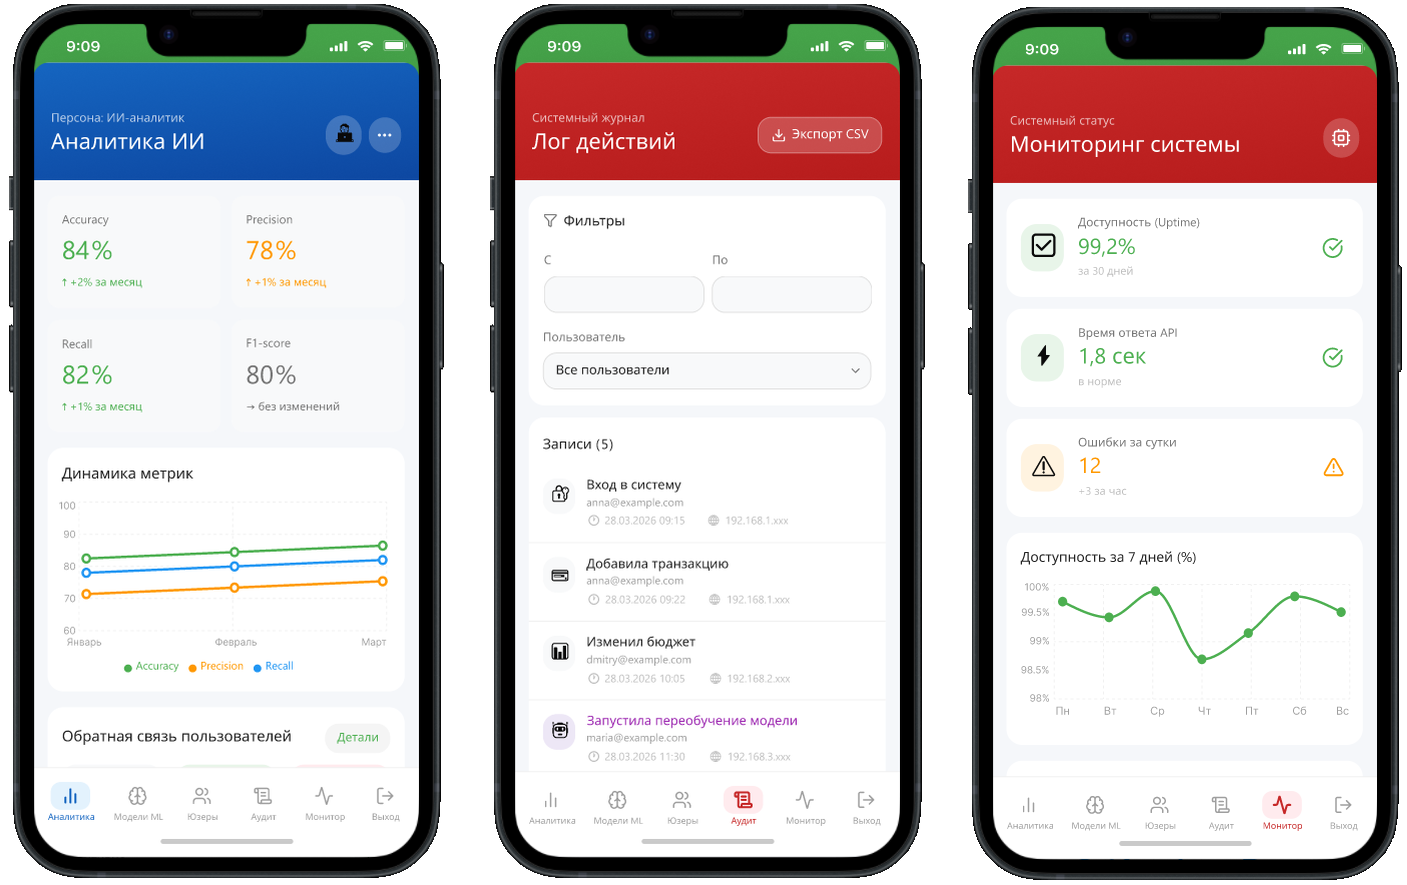 9:09
Персона: ИИ-аналитик
Аналитика ИИ
Accuracy
84%
↑ +2% за месяц
Precision
78%
↑ +1% за месяц
Recall
82%
↑ +1% за месяц
F1-score
80%
→ без изменений
Динамика метрик
100
90
80
70
60
Январь
Февраль
Март
Accuracy
Precision
Recall
Обратная связь пользователей
Детали
Аналитика
Модели ML
Юзеры
Аудит
Монитор
Выход
9:09
Системный журнал
Лог действий
Экспорт CSV
Фильтры
С
По
Пользователь
Все пользователи
Записи (5)
Вход в систему
anna@example.com
28.03.2026 09:15
192.168.1.xxx
Добавила транзакцию
anna@example.com
28.03.2026 09:22
192.168.1.xxx
Изменил бюджет
dmitry@example.com
28.03.2026 10:05
192.168.2.xxx
Запустила переобучение модели
maria@example.com
28.03.2026 11:30
192.168.3.xxx
Аналитика
Модели ML
Юзеры
Аудит
Монитор
Выход
9:09
Системный статус
Мониторинг системы
Доступность (Uptime)
99,2%
за 30 дней
Время ответа API
1,8 сек
в норме
Ошибки за сутки
12
+3 за час
Доступность за 7 дней (%)
100%
99.5%
99%
98.5%
98%
Пн
Вт
Ср
Чт
Пт
Сб
Вс
Аналитика
Модели ML
Юзеры
Аудит
Монитор
Выход